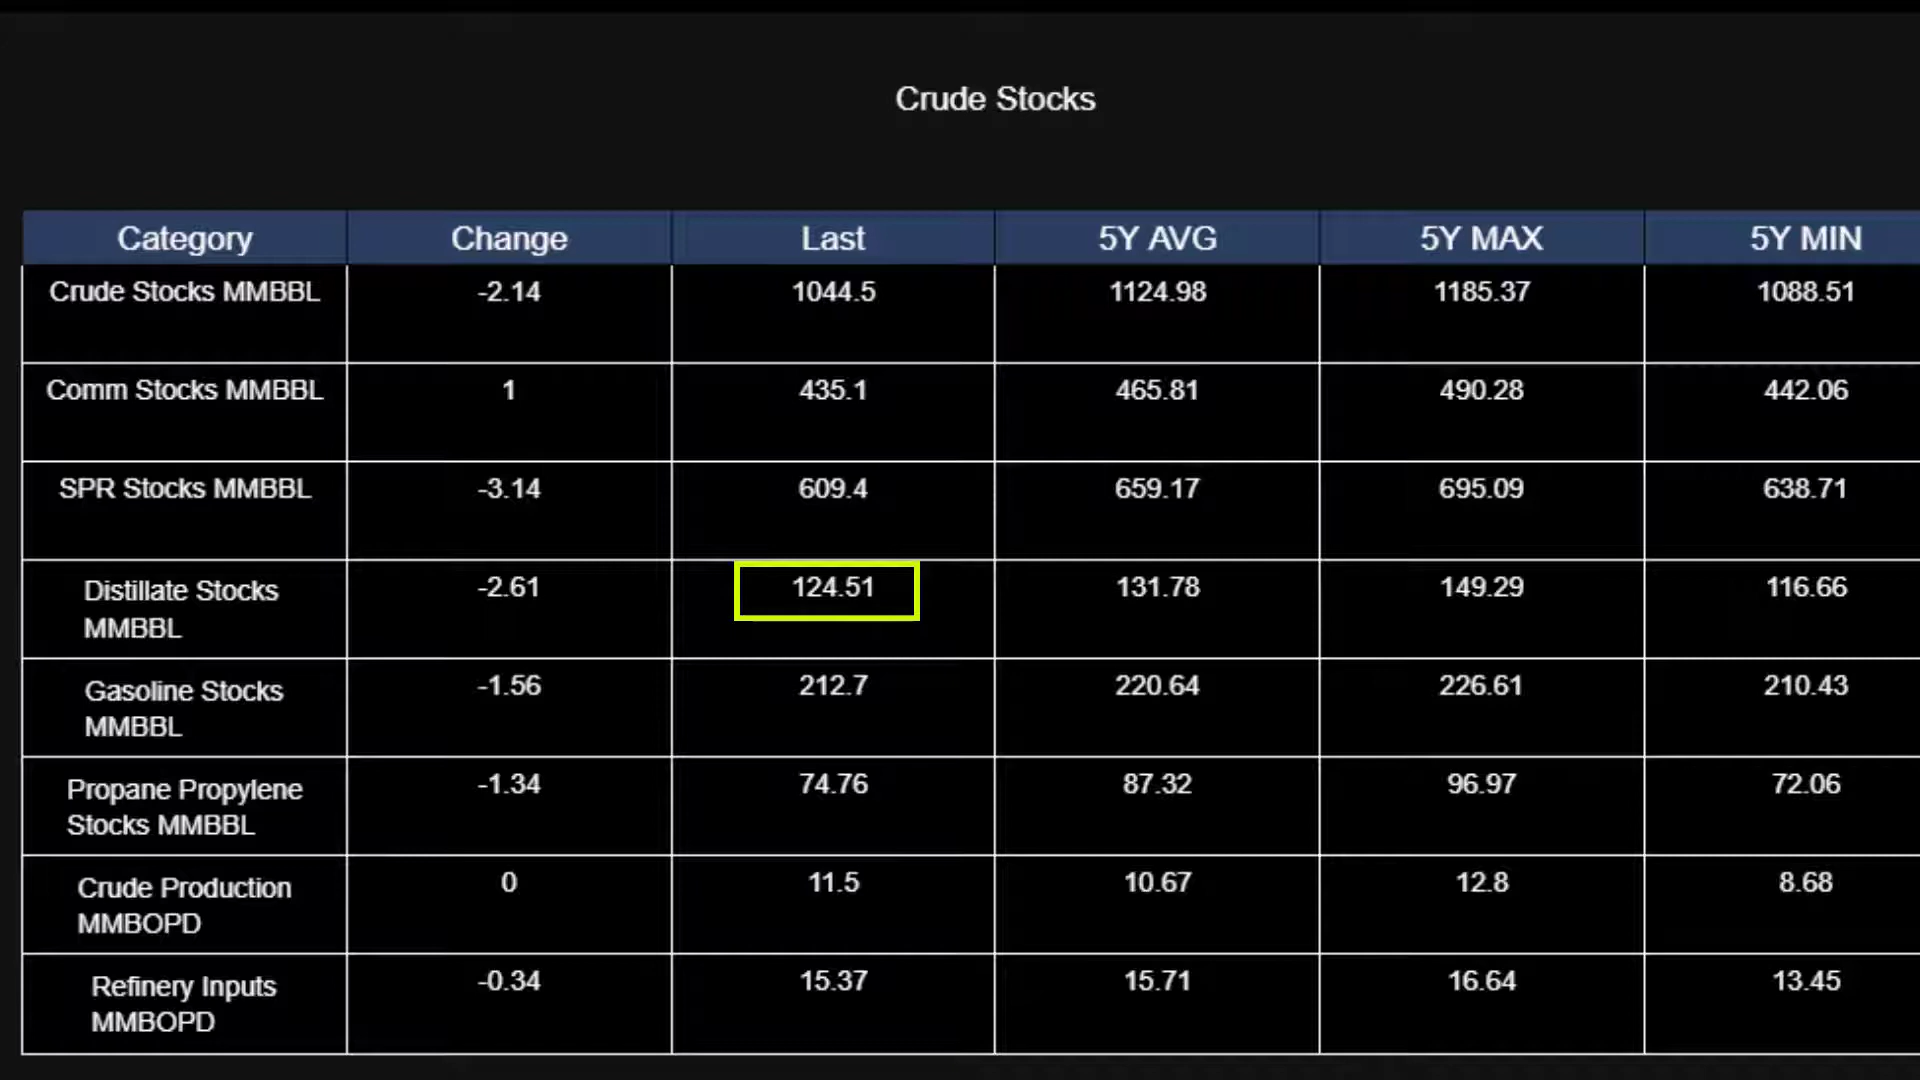 Crude Stocks
Category Change Last 5Y AVG 5Y MAX 5Y MIN
Crude Stocks MMBBL -2.14 1044.5 1124.98 1185.37 1088.51
Comm Stocks MMBBL 1 435.1 465.81 490.28 442.06
SPR Stocks MMBBL -3.14 609.4 659.17 695.09 638.71
Distillate Stocks -2.61 124.51 131.78 149.29 116.66
MMBBL
Gasoline Stocks -1.56 212.7 220.64 226.61 210.43
MMBBL
Propane Propylene -1.34 74.76 87.32 96.97 72.06
Stocks MMBBL
Crude Production 0 11.5 10.67 12.8 8.68
MMBOPD
Refinery Inputs -0.34 15.37 15.71 16.64 13.45
MMBOPD